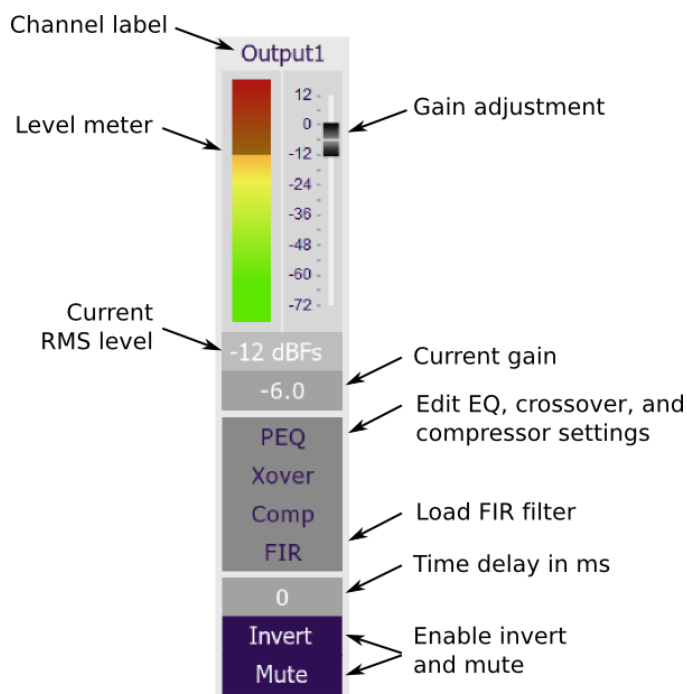 Channel label
Output1
12
0
-12
-24
-36
-48
-60
-72
Level meter
Gain adjustment
Current
RMS level
-12 dBFs
-6.0
Current gain
PEQ
Xover
Comp
FIR
Edit EQ, crossover, and
compressor settings
Load FIR filter
0
Time delay in ms
Invert
Mute
Enable invert
and mute